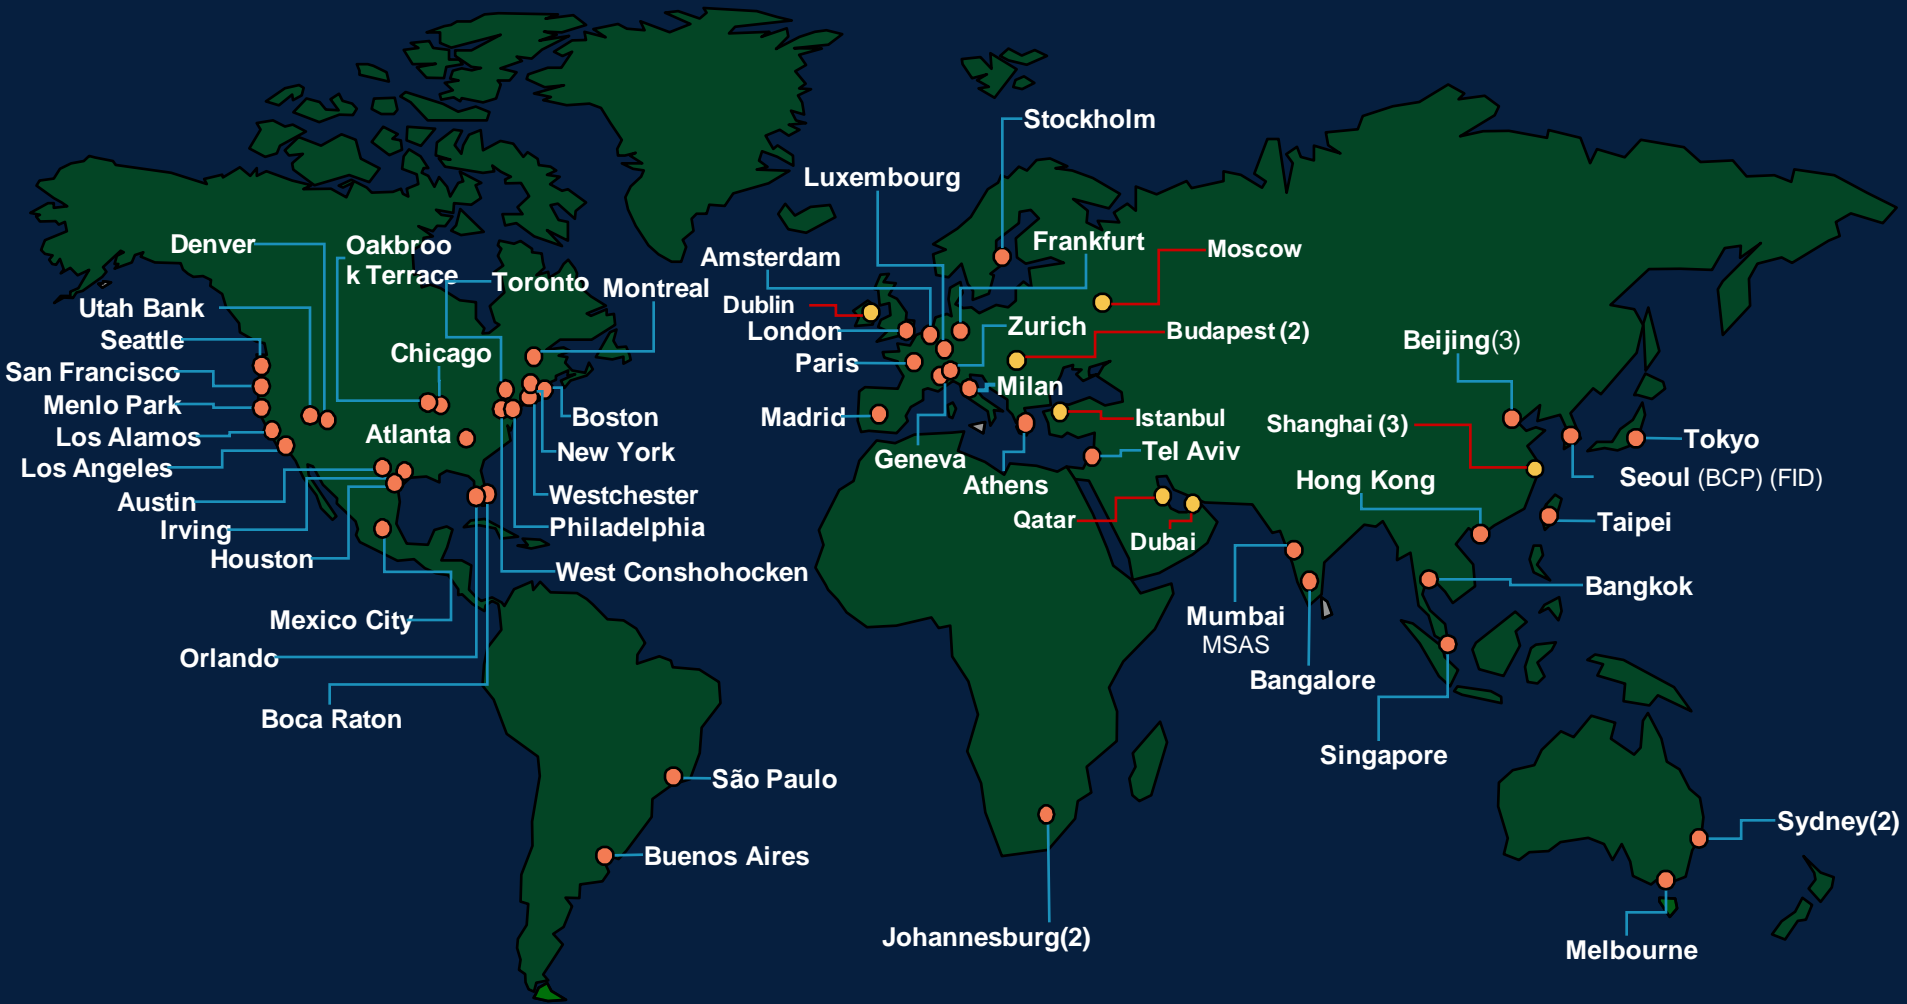 Stockholm
Luxembourg
Denver
Oakbroo
k Terrace
Toronto
Montreal
Amsterdam
Frankfurt
Moscow
Utah Bank
Dublin
London
Zurich
Budapest (2)
Seattle
Chicago
Paris
Beijing(3)
San Francisco
Milan
Menlo Park
Boston
Madrid
Istanbul
Shanghai (3)
Los Alamos
Atlanta
New York
Geneva
Tel Aviv
Tokyo
Los Angeles
Athens
Hong Kong
Seoul (BCP) (FID)
Austin
Westchester
Qatar
Taipei
Irving
Philadelphia
Dubai
Houston
West Conshohocken
Bangkok
Mexico City
Mumbai
MSAS
Orlando
Bangalore
Boca Raton
Singapore
São Paulo
Sydney(2)
Buenos Aires
Johannesburg(2)
Melbourne